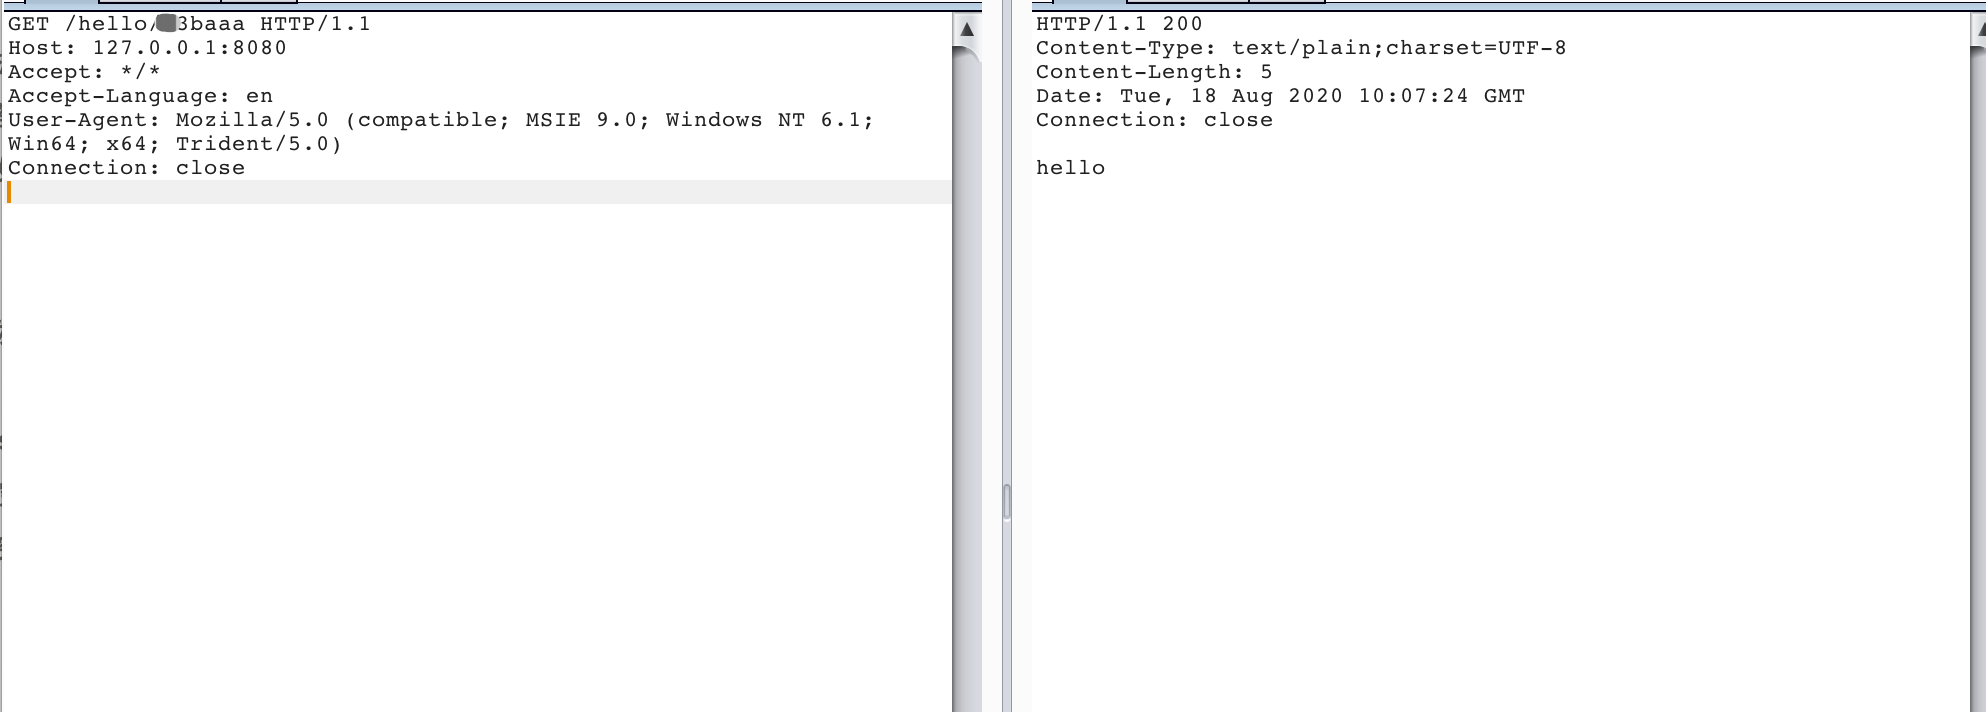 GET /hello/ 3baaa HTTP/1.1
Host: 127.0.0.1:8080
Accept: */*
Accept-Language: en
User-Agent: Mozilla/5.0 (compatible; MSIE 9.0; Windows NT 6.1;
Win64; x64; Trident/5.0)
Connection: close
HTTP/1.1 200
Content-Type: text/plain;charset=UTF-8
Content-Length: 5
Date: Tue, 18 Aug 2020 10:07:24 GMT
Connection: close
hello